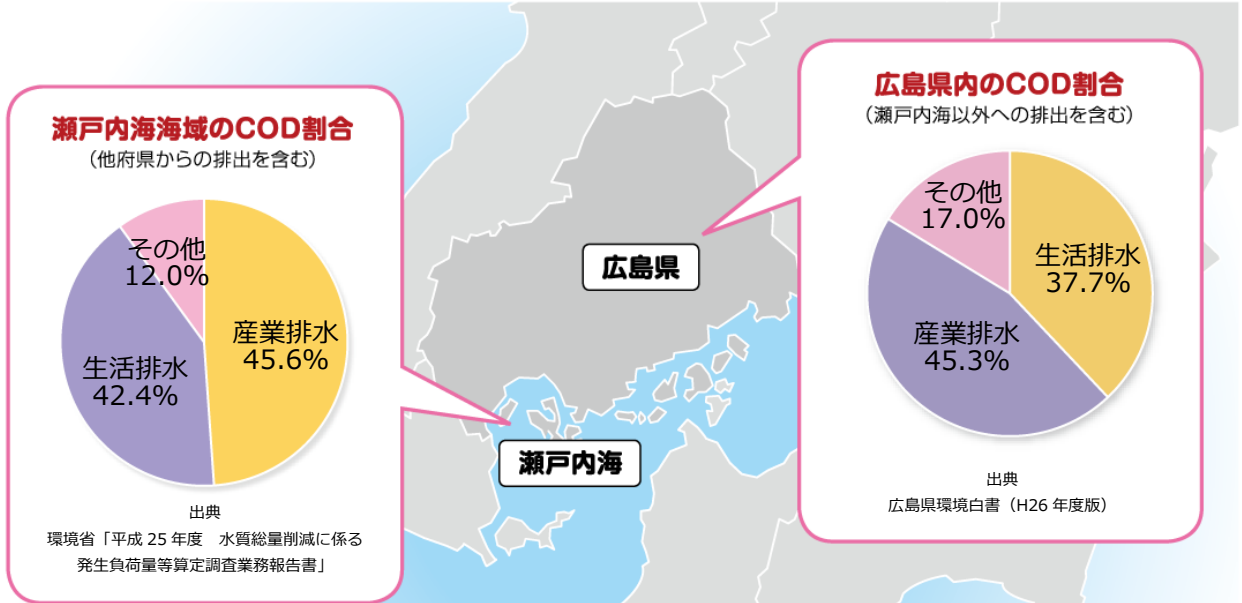 瀬戸内海海域のCOD割合
（他府県からの排出を含む）
その他
12.0%
産業排水
45.6%
生活排水
42.4%
出典
環境省「平成 25 年度　水質総量削減に係る
発生負荷量等算定調査業務報告書」
広島県
瀬戸内海
広島県内のCOD割合
（瀬戸内海以外への排出を含む）
その他
17.0%
生活排水
37.7%
産業排水
45.3%
出典
広島県環境白書（H26 年度版）